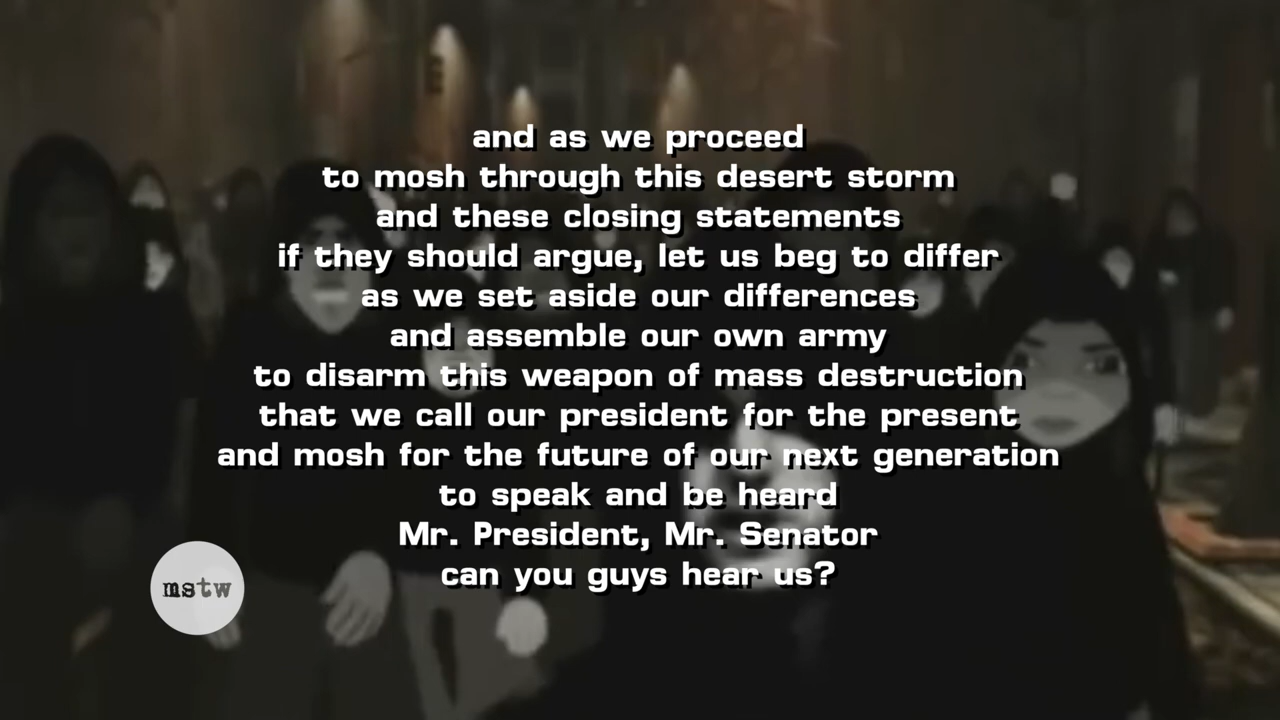 and as we proceed
to mosh through this desert storm
and these closing statements
if they should argue, let us beg to differ
as we set aside our differences
and assemble our own army
to disarm this weapon of mass destruction
that we call our president for the present
and mosh for the future of our next generation
to speak and be heard
Mr. President, Mr. Senator
can you guys hear us?
mstw